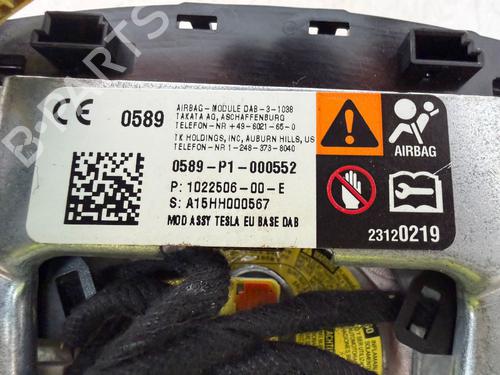 B-PARTS
CE 0589
AIRBAG-MODULE DAB-3-1038
TAKATA AG, ASCHAFFENBURG
TELEFON-NR +49-6021-65-0
TK HOLDINGS, INC, AUBURN HILLS, US
TELEFON-NR 1-248-373-8040
0589-P1-000552
P: 1022506-00-E
S: A15HH000567
MOD ASSY TESLA EU BASE DAB
AIRBAG
23120219